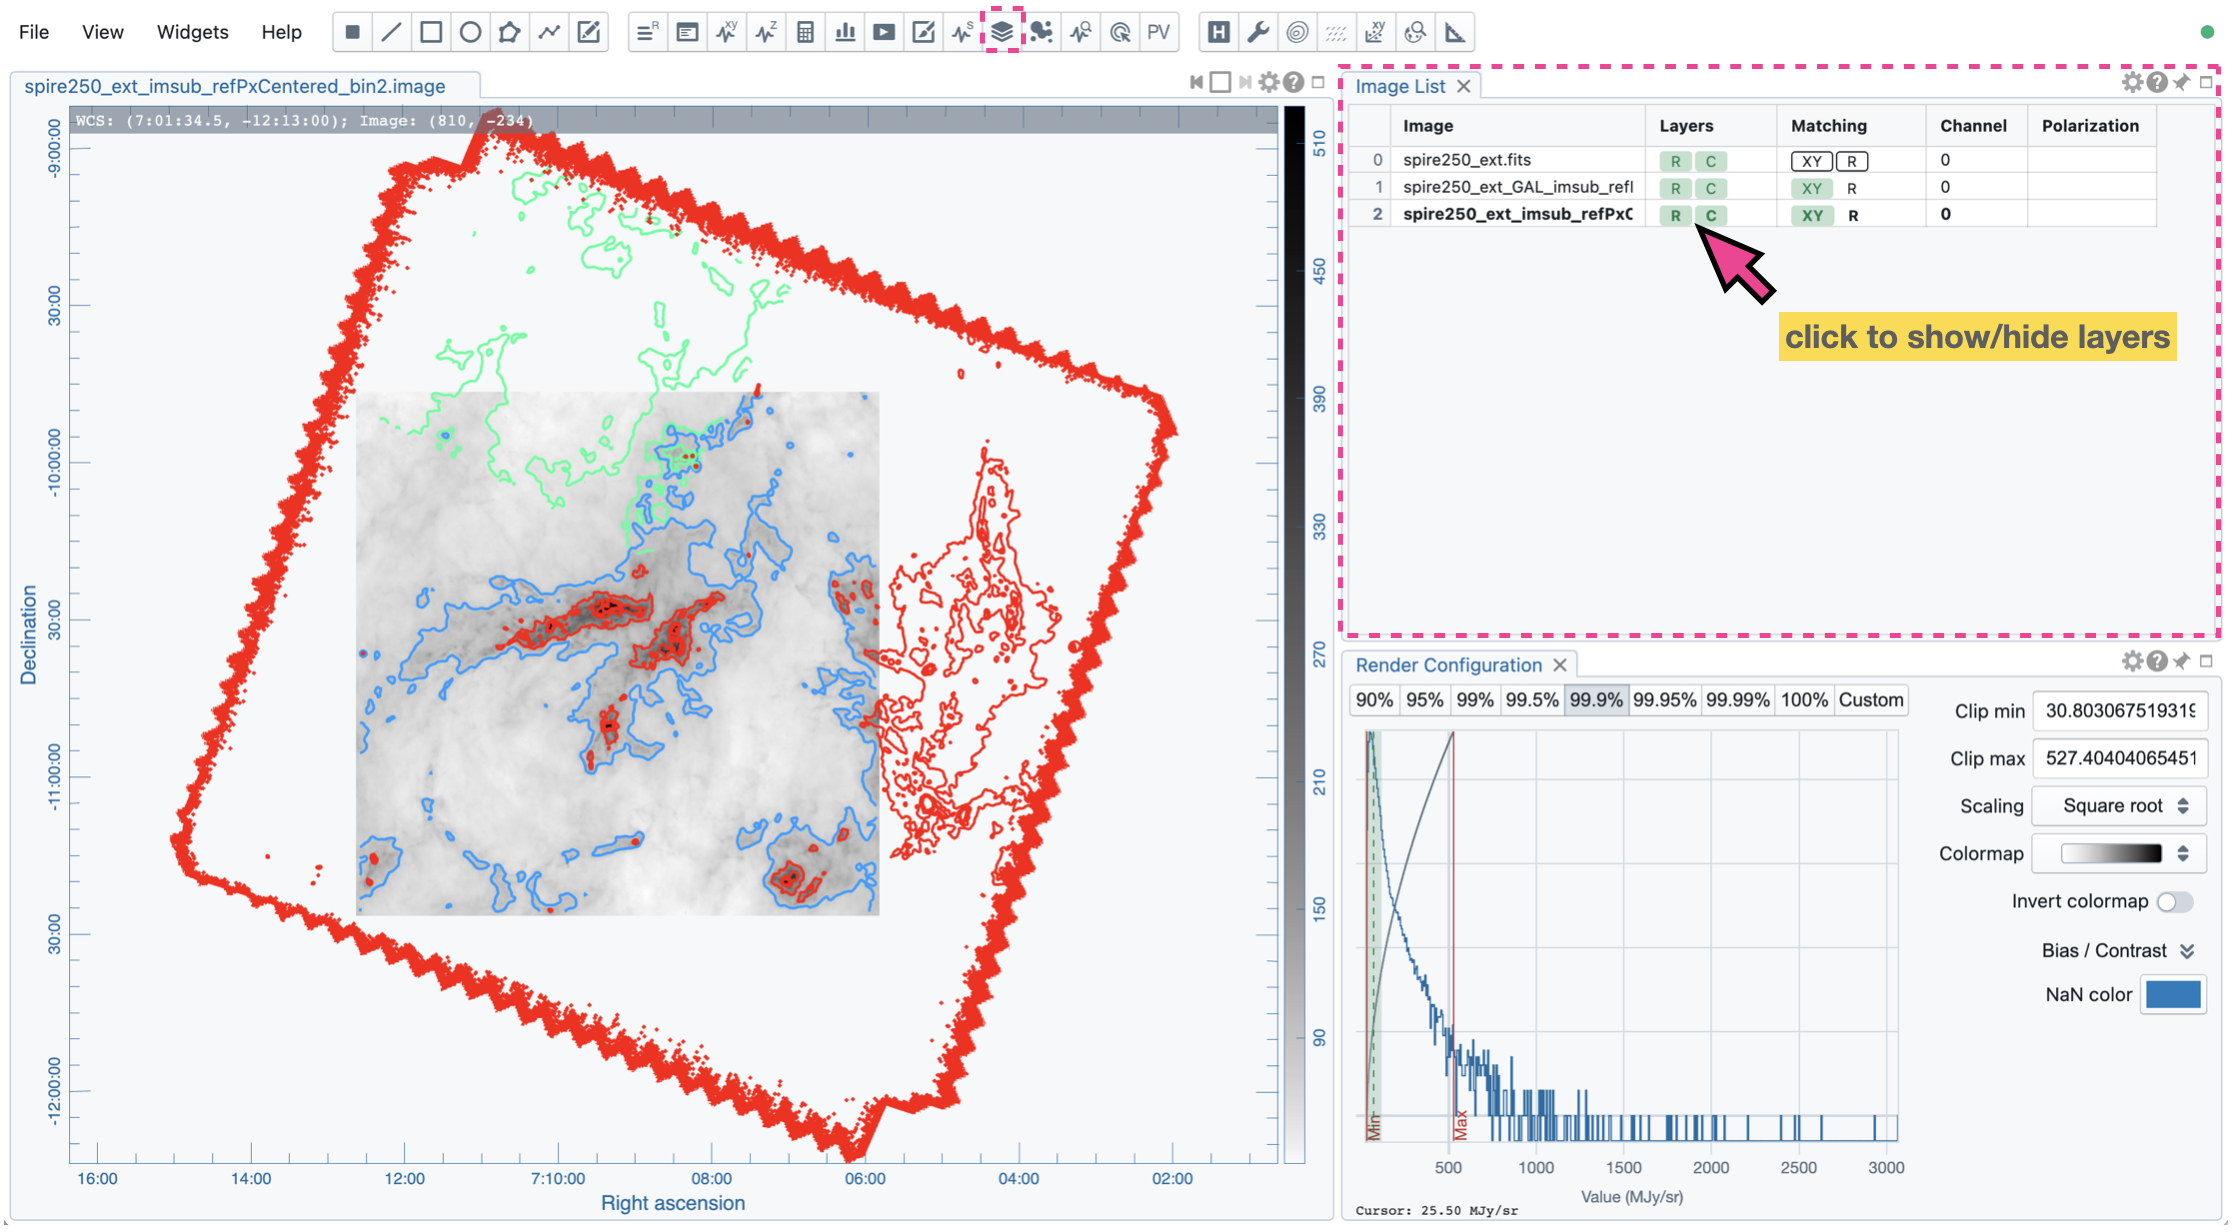 File View Widgets Help
R XY Z S PV H xy
spire250_ext_imsub_refPxCentered_bin2.image
WCS: (7:01:34.5, -12:13:00); Image: (810, -234)
-9:00:00
30:00
-10:00:00
30:00
-11:00:00
30:00
-12:00:00
Declination
16:00 14:00 12:00 7:10:00 08:00 06:00 04:00 02:00
Right ascension
510
450
390
330
270
210
150
90
Image List
Image Layers Matching Channel Polarization
0 spire250_ext.fits R C XY R 0
1 spire250_ext_GAL_imsub_refI R C XY R 0
2 spire250_ext_imsub_refPxC R C XY R 0
click to show/hide layers
Render Configuration
90% 95% 99% 99.5% 99.9% 99.95% 99.99% 100% Custom
Clip min 30.803067519319
Clip max 527.40404065451
Scaling Square root
Colormap
Invert colormap
Bias / Contrast
NaN color
Min
Max
500 1000 1500 2000 2500 3000
Value (MJy/sr)
Cursor: 25.50 MJy/sr